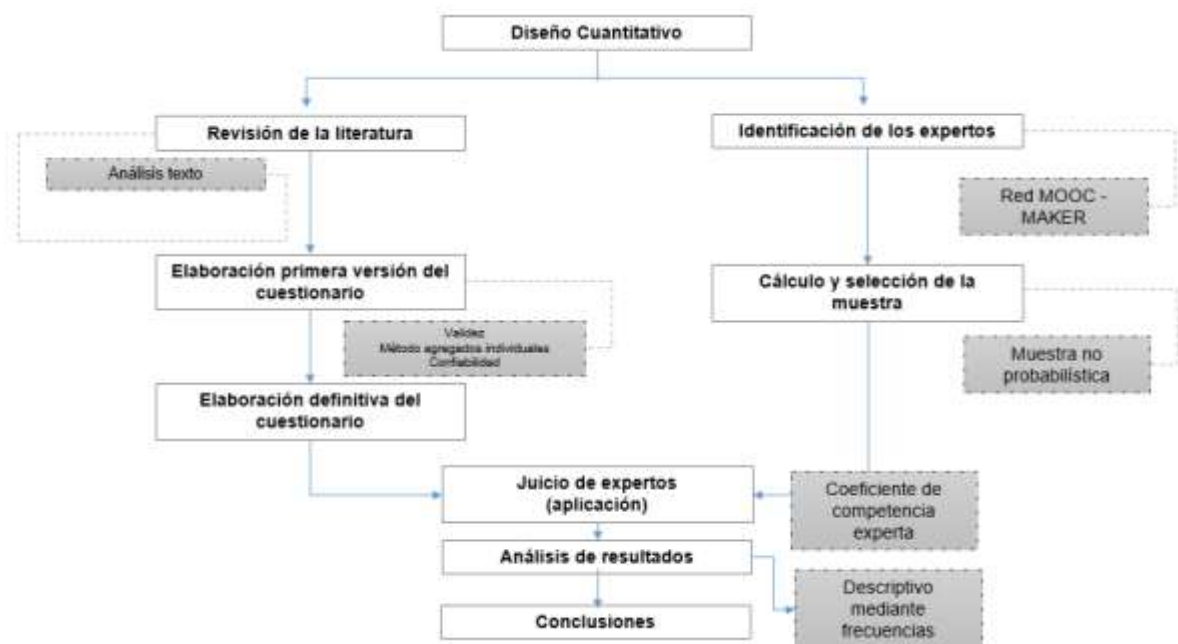 Diseño Cuantitativo
Revisión de la literatura
Identificación de los expertos
Análisis texto
Red MOOC -
MAKER
Elaboración primera versión del
cuestionario
Cálculo y selección de la
muestra
Validez
Método agregados individuales
Confiabilidad
Muestra no
probabilística
Elaboración definitiva del
cuestionario
Juicio de expertos
(aplicación)
Coeficiente de
competencia
experta
Análisis de resultados
Descriptivo
mediante
frecuencias
Conclusiones